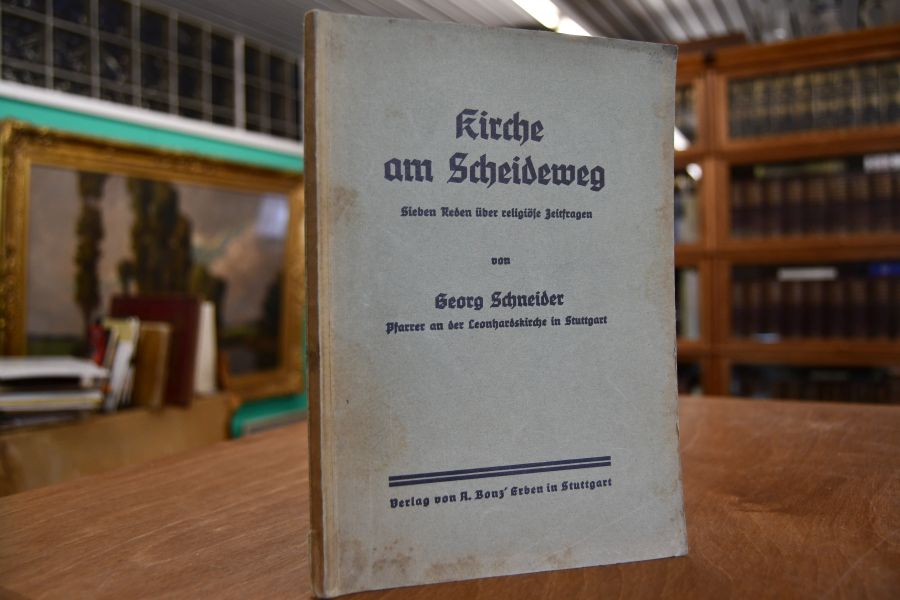 Kirche
am Scheideweg
Sieben Reden über religiöse Zeitfragen
von
Georg Schneider
Pfarrer an der Leonhardskirche in Stuttgart
Verlag von A. Bonz' Erben in Stuttgart